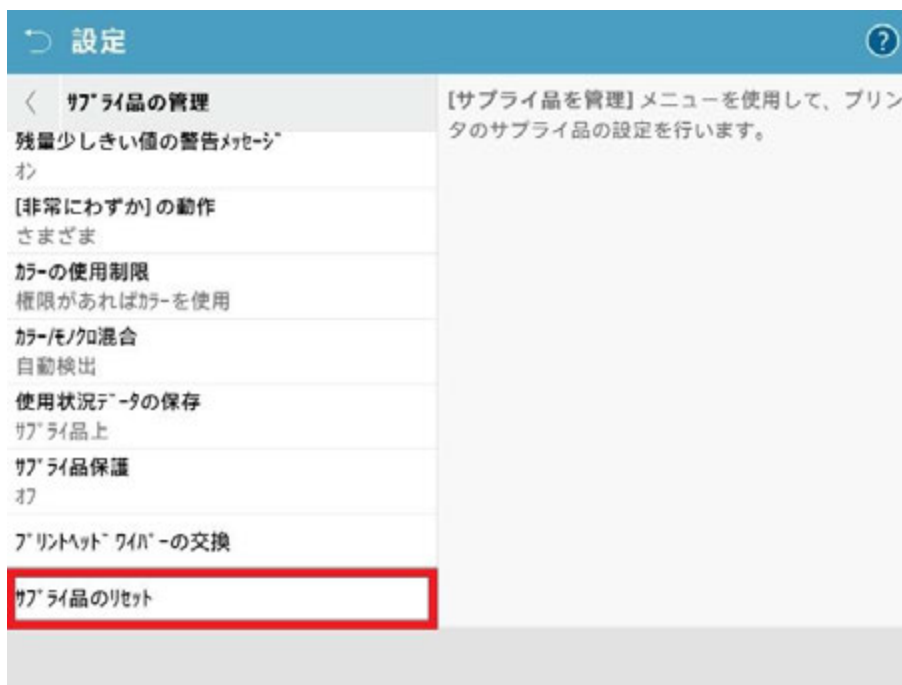 設定
?
サプライ品の管理
[サプライ品を管理] メニューを使用して、プリン
タのサプライ品の設定を行います。
残量少しきい値の警告メッセージ
オン
[非常にわずか] の動作
さまざま
カラーの使用制限
権限があればカラーを使用
カラー/モノクロ混合
自動検出
使用状況データの保存
サプライ品上
サプライ品保護
オフ
プリントヘッド ワイパーの交換
サプライ品のリセット